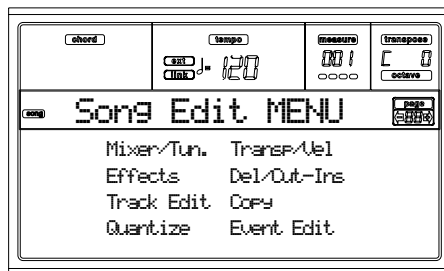 chord tempo measure transpose
ext
link ♩= 120 001 C 0
octave
song Song Edit MENU page
Mixer/Tun. Transp/Vel
Effects Del/Cut-Ins
Track Edit Copy
Quantize Event Edit